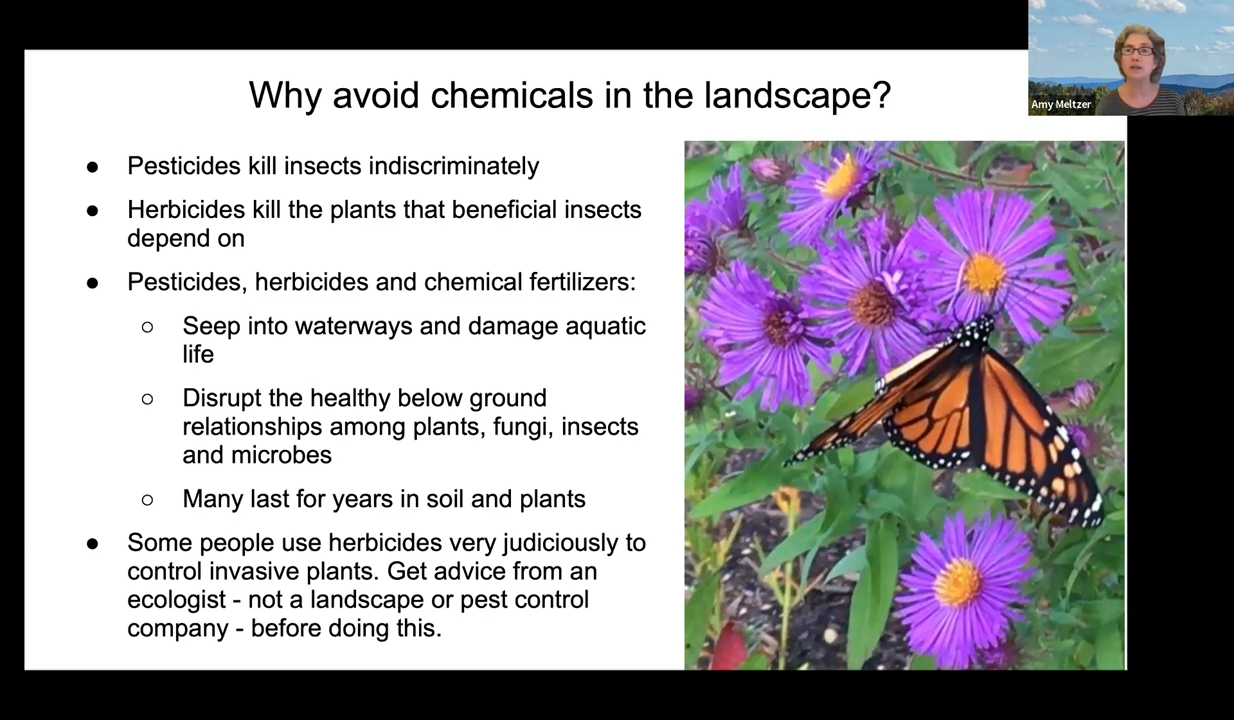 Why avoid chemicals in the landscape?
Amy Meltzer
● Pesticides kill insects indiscriminately
● Herbicides kill the plants that beneficial insects
depend on
● Pesticides, herbicides and chemical fertilizers:
○ Seep into waterways and damage aquatic
life
○ Disrupt the healthy below ground
relationships among plants, fungi, insects
and microbes
○ Many last for years in soil and plants
● Some people use herbicides very judiciously to
control invasive plants. Get advice from an
ecologist - not a landscape or pest control
company - before doing this.